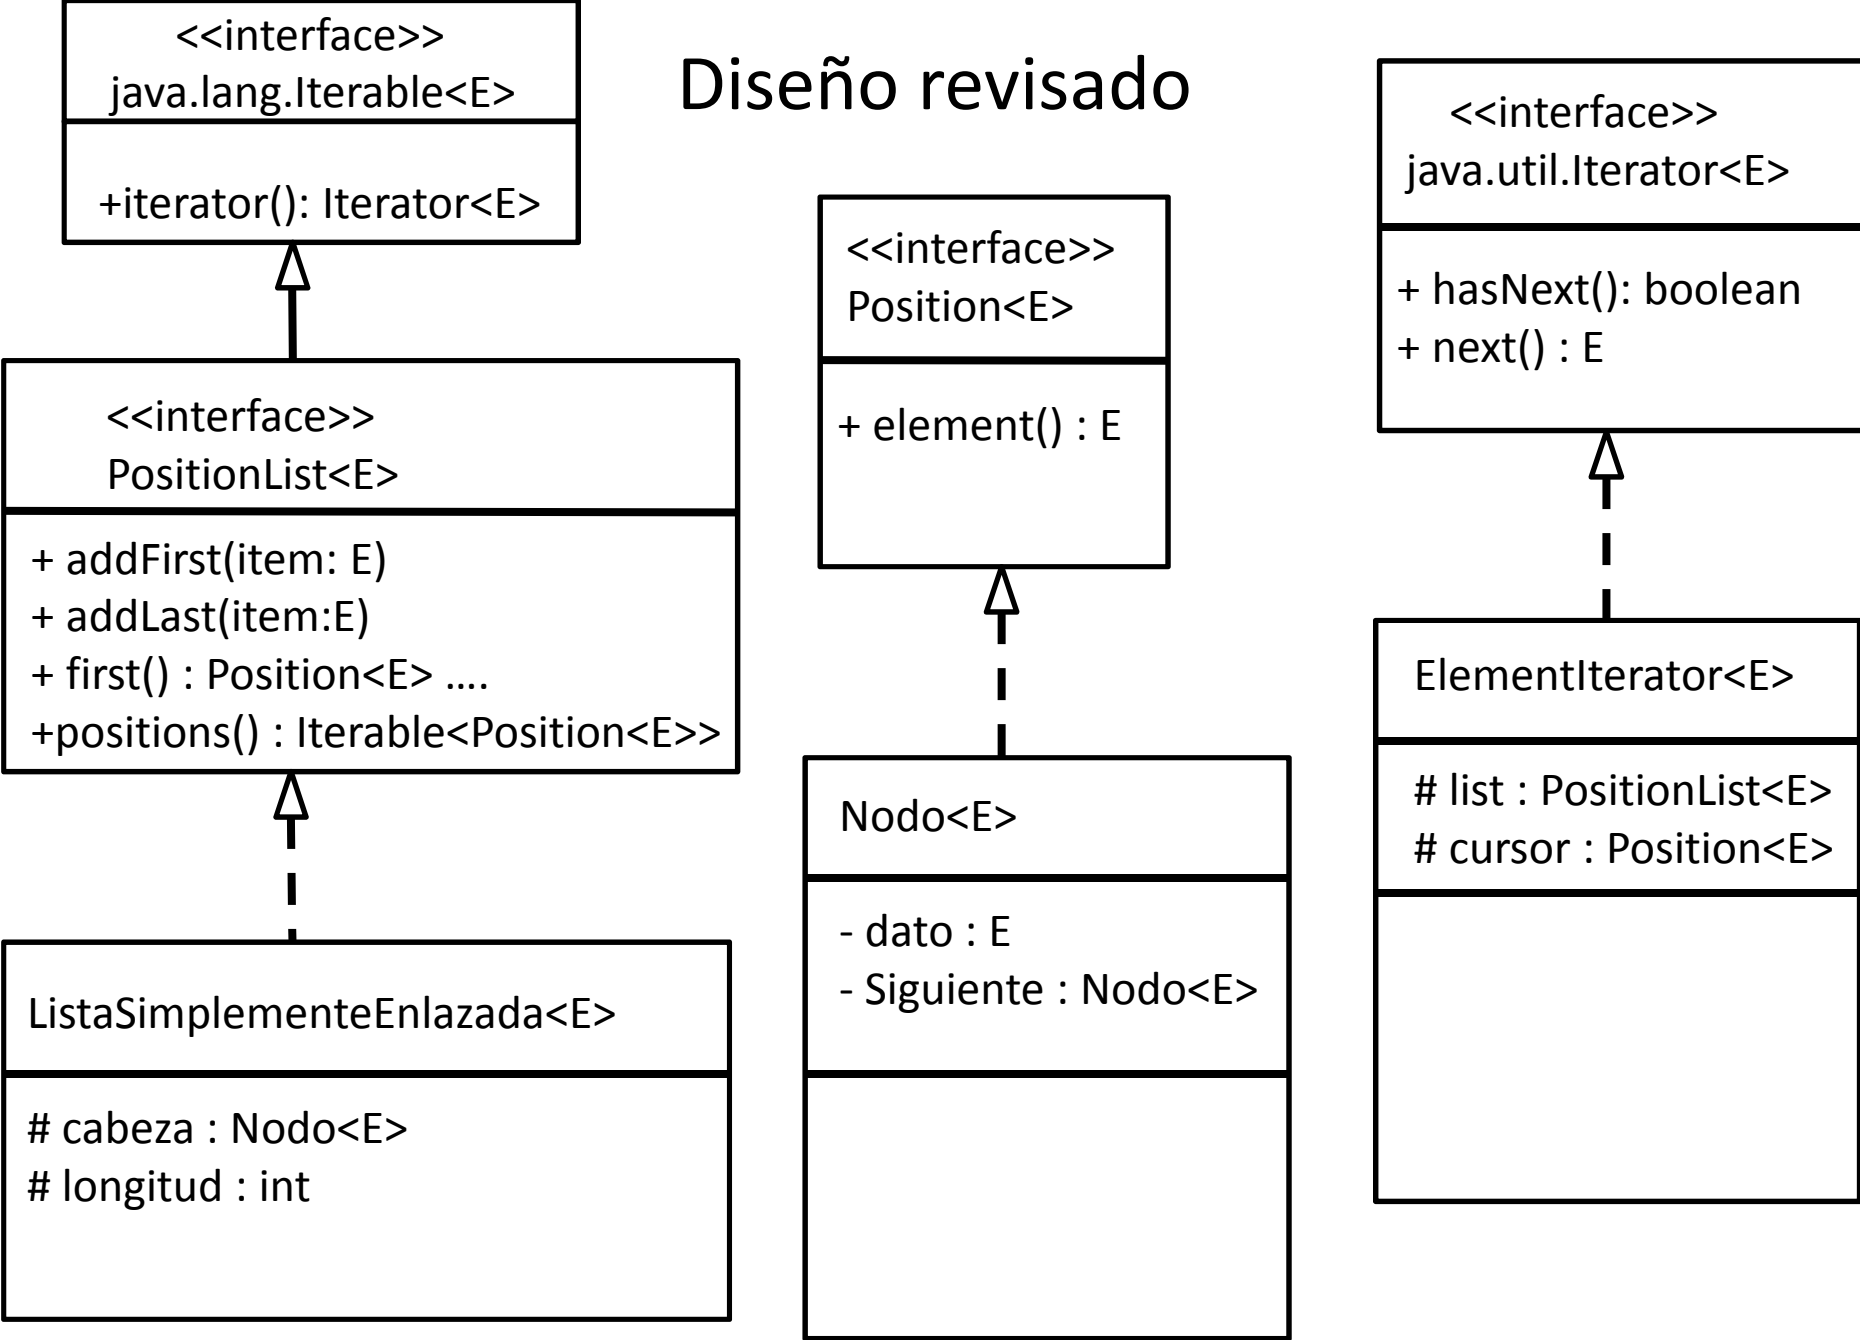 Diseño revisado
<<interface>>
java.lang.Iterable<E>
+iterator(): Iterator<E>
<<interface>>
PositionList<E>
+ addFirst(item: E)
+ addLast(item:E)
+ first() : Position<E> ....
+positions() : Iterable<Position<E>>
ListaSimplementeEnlazada<E>
# cabeza : Nodo<E>
# longitud : int
<<interface>>
Position<E>
+ element() : E
Nodo<E>
- dato : E
- Siguiente : Nodo<E>
<<interface>>
java.util.Iterator<E>
+ hasNext(): boolean
+ next() : E
ElementIterator<E>
# list : PositionList<E>
# cursor : Position<E>